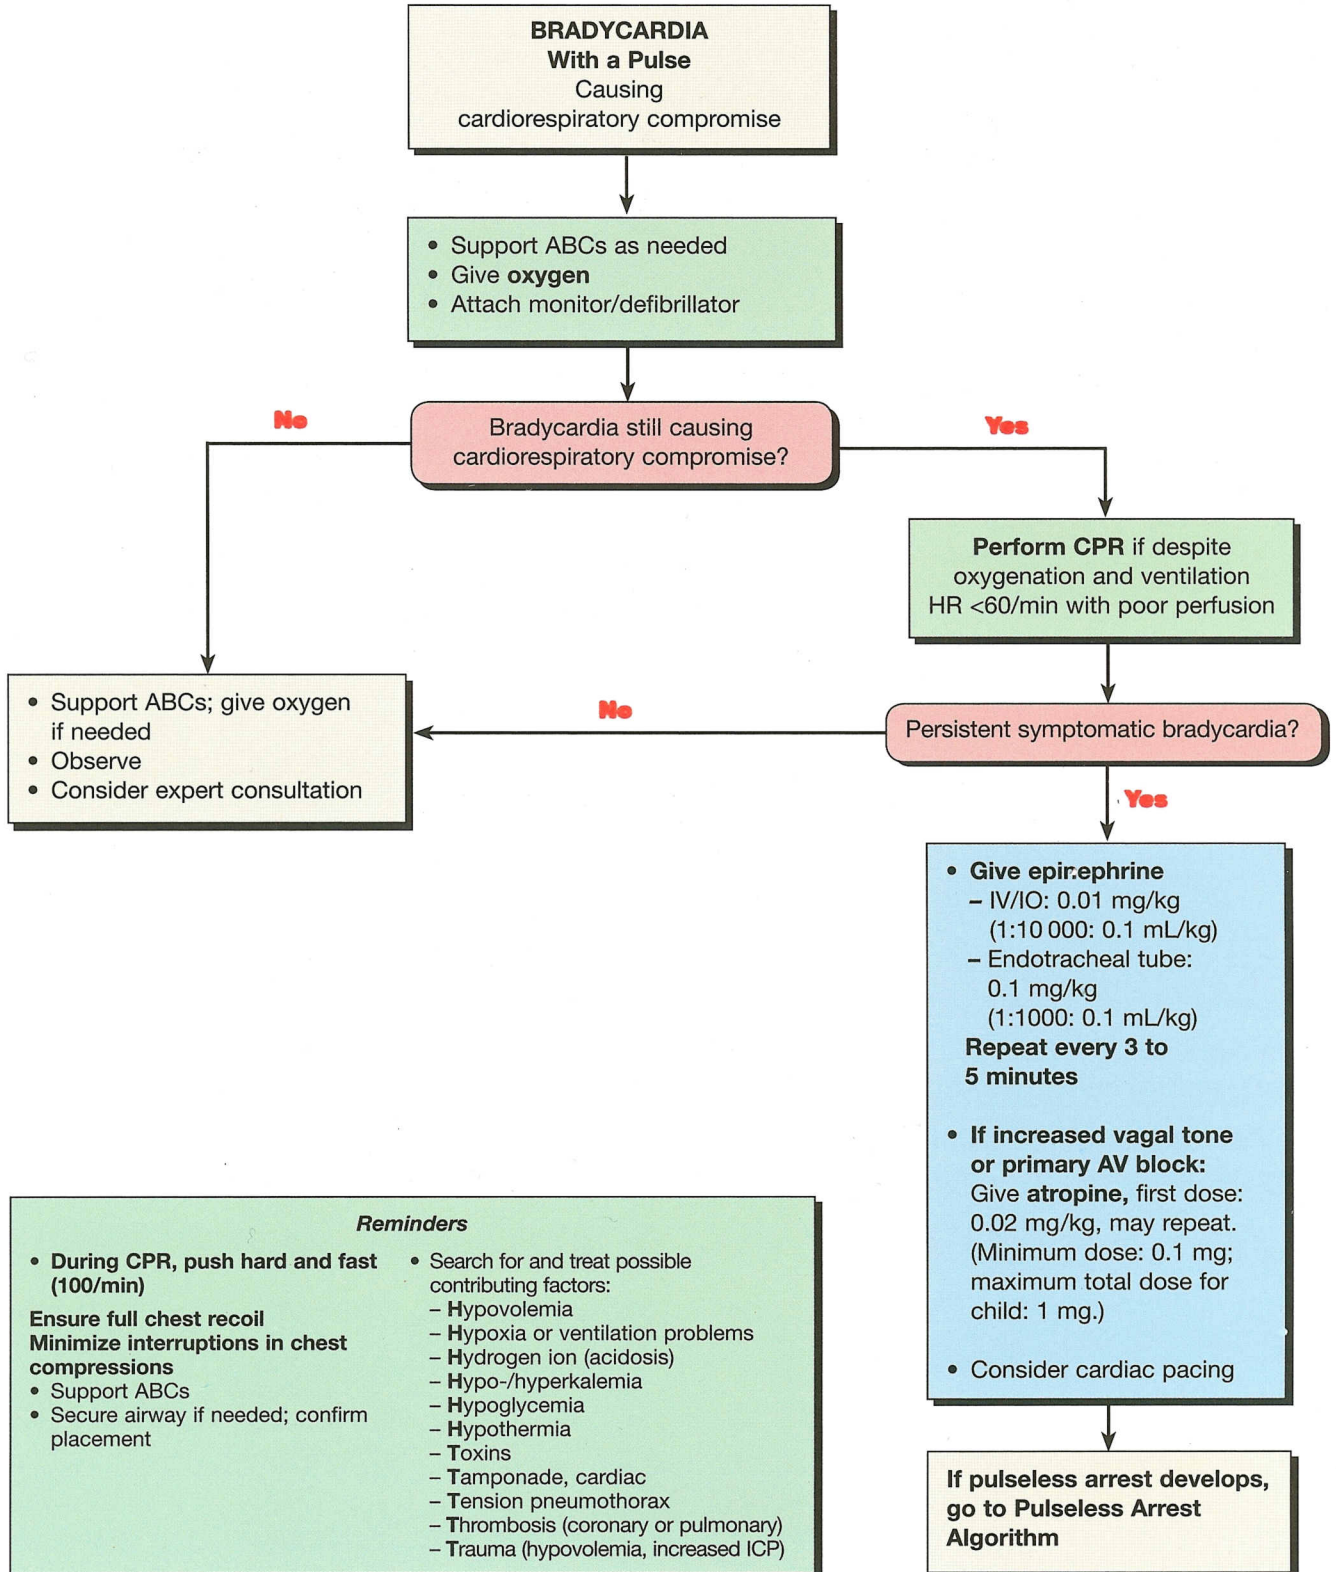 BRADYCARDIA
With a Pulse
Causing
cardiorespiratory compromise
• Support ABCs as needed
• Give oxygen
• Attach monitor/defibrillator
No
Bradycardia still causing
cardiorespiratory compromise?
Yes
Perform CPR if despite
oxygenation and ventilation
HR <60/min with poor perfusion
• Support ABCs; give oxygen
if needed
• Observe
• Consider expert consultation
No
Persistent symptomatic bradycardia?
Yes
• Give epinephrine
– IV/IO: 0.01 mg/kg
(1:10 000: 0.1 mL/kg)
– Endotracheal tube:
0.1 mg/kg
(1:1000: 0.1 mL/kg)
Repeat every 3 to
5 minutes
• If increased vagal tone
or primary AV block:
Give atropine, first dose:
0.02 mg/kg, may repeat.
(Minimum dose: 0.1 mg;
maximum total dose for
child: 1 mg.)
• Consider cardiac pacing
Reminders
• During CPR, push hard and fast
(100/min)
Ensure full chest recoil
Minimize interruptions in chest
compressions
• Support ABCs
• Secure airway if needed; confirm
placement
• Search for and treat possible
contributing factors:
– Hypovolemia
– Hypoxia or ventilation problems
– Hydrogen ion (acidosis)
– Hypo-/hyperkalemia
– Hypoglycemia
– Hypothermia
– Toxins
– Tamponade, cardiac
– Tension pneumothorax
– Thrombosis (coronary or pulmonary)
– Trauma (hypovolemia, increased ICP)
If pulseless arrest develops,
go to Pulseless Arrest
Algorithm